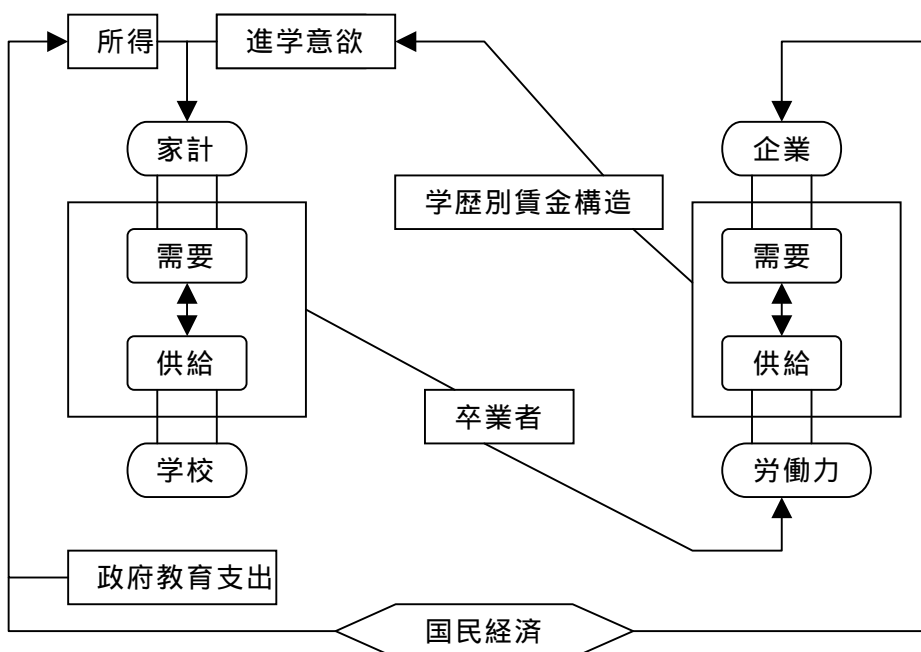 所得
進学意欲
家計
企業
学歴別賃金構造
需要
需要
供給
供給
卒業者
学校
労働力
政府教育支出
国民経済